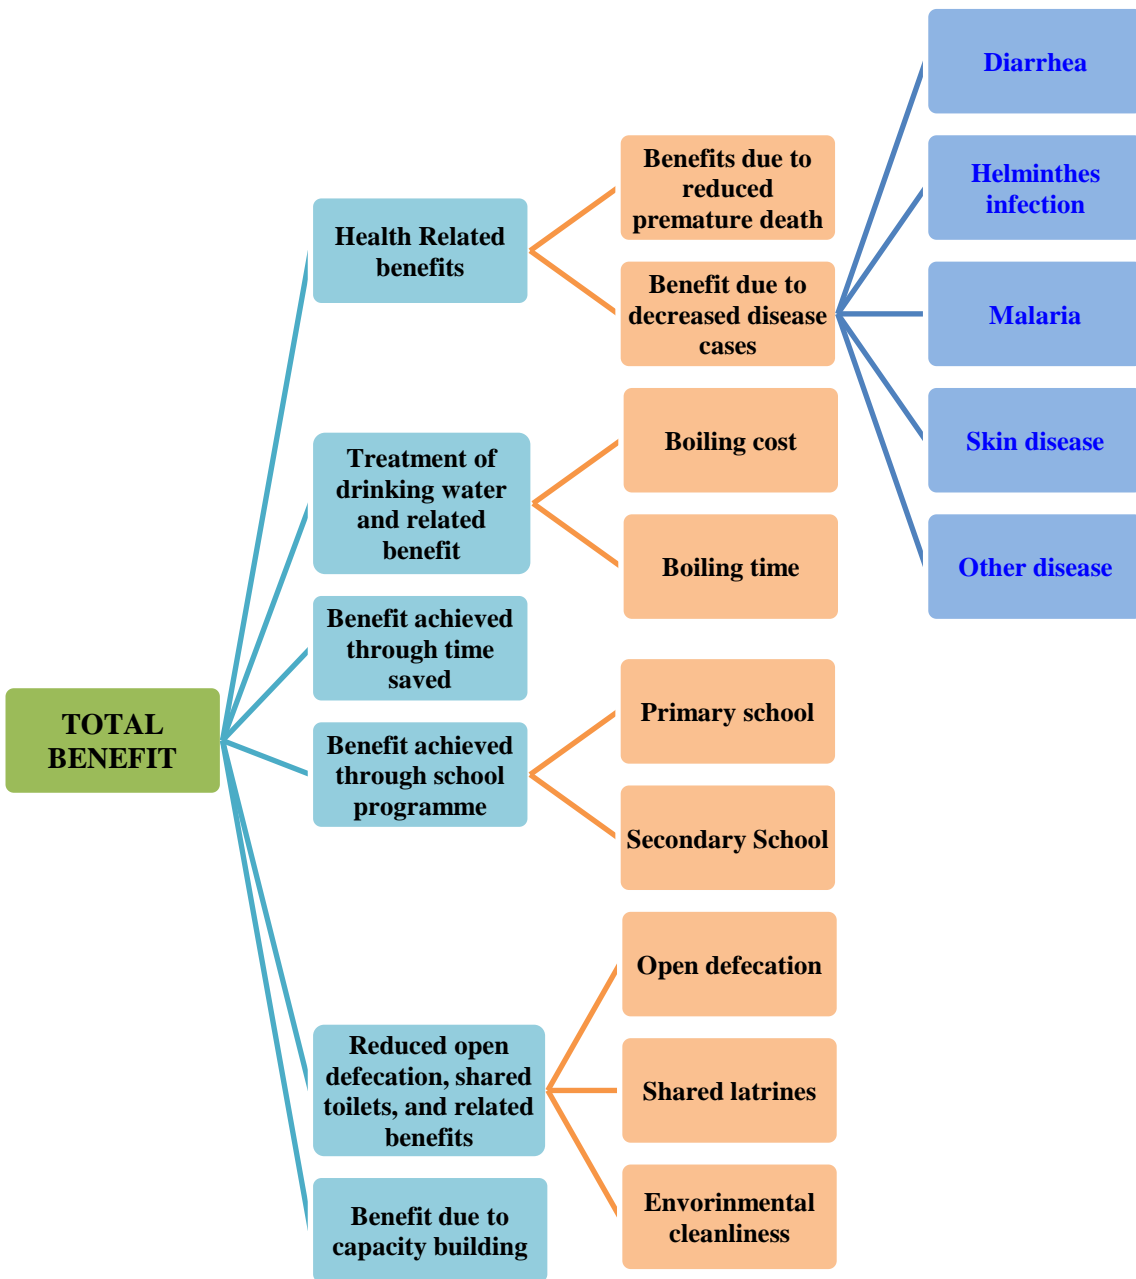 TOTAL
BENEFIT
Health Related
benefits
Treatment of
drinking water
and related
benefit
Benefit achieved
through time
saved
Benefit achieved
through school
programme
Reduced open
defecation, shared
toilets, and related
benefits
Benefit due to
capacity building
Benefits due to
reduced
premature death
Benefit due to
decreased disease
cases
Boiling cost
Boiling time
Primary school
Secondary School
Open defecation
Shared latrines
Envorinmental
cleanliness
Diarrhea
Helminthes
infection
Malaria
Skin disease
Other disease